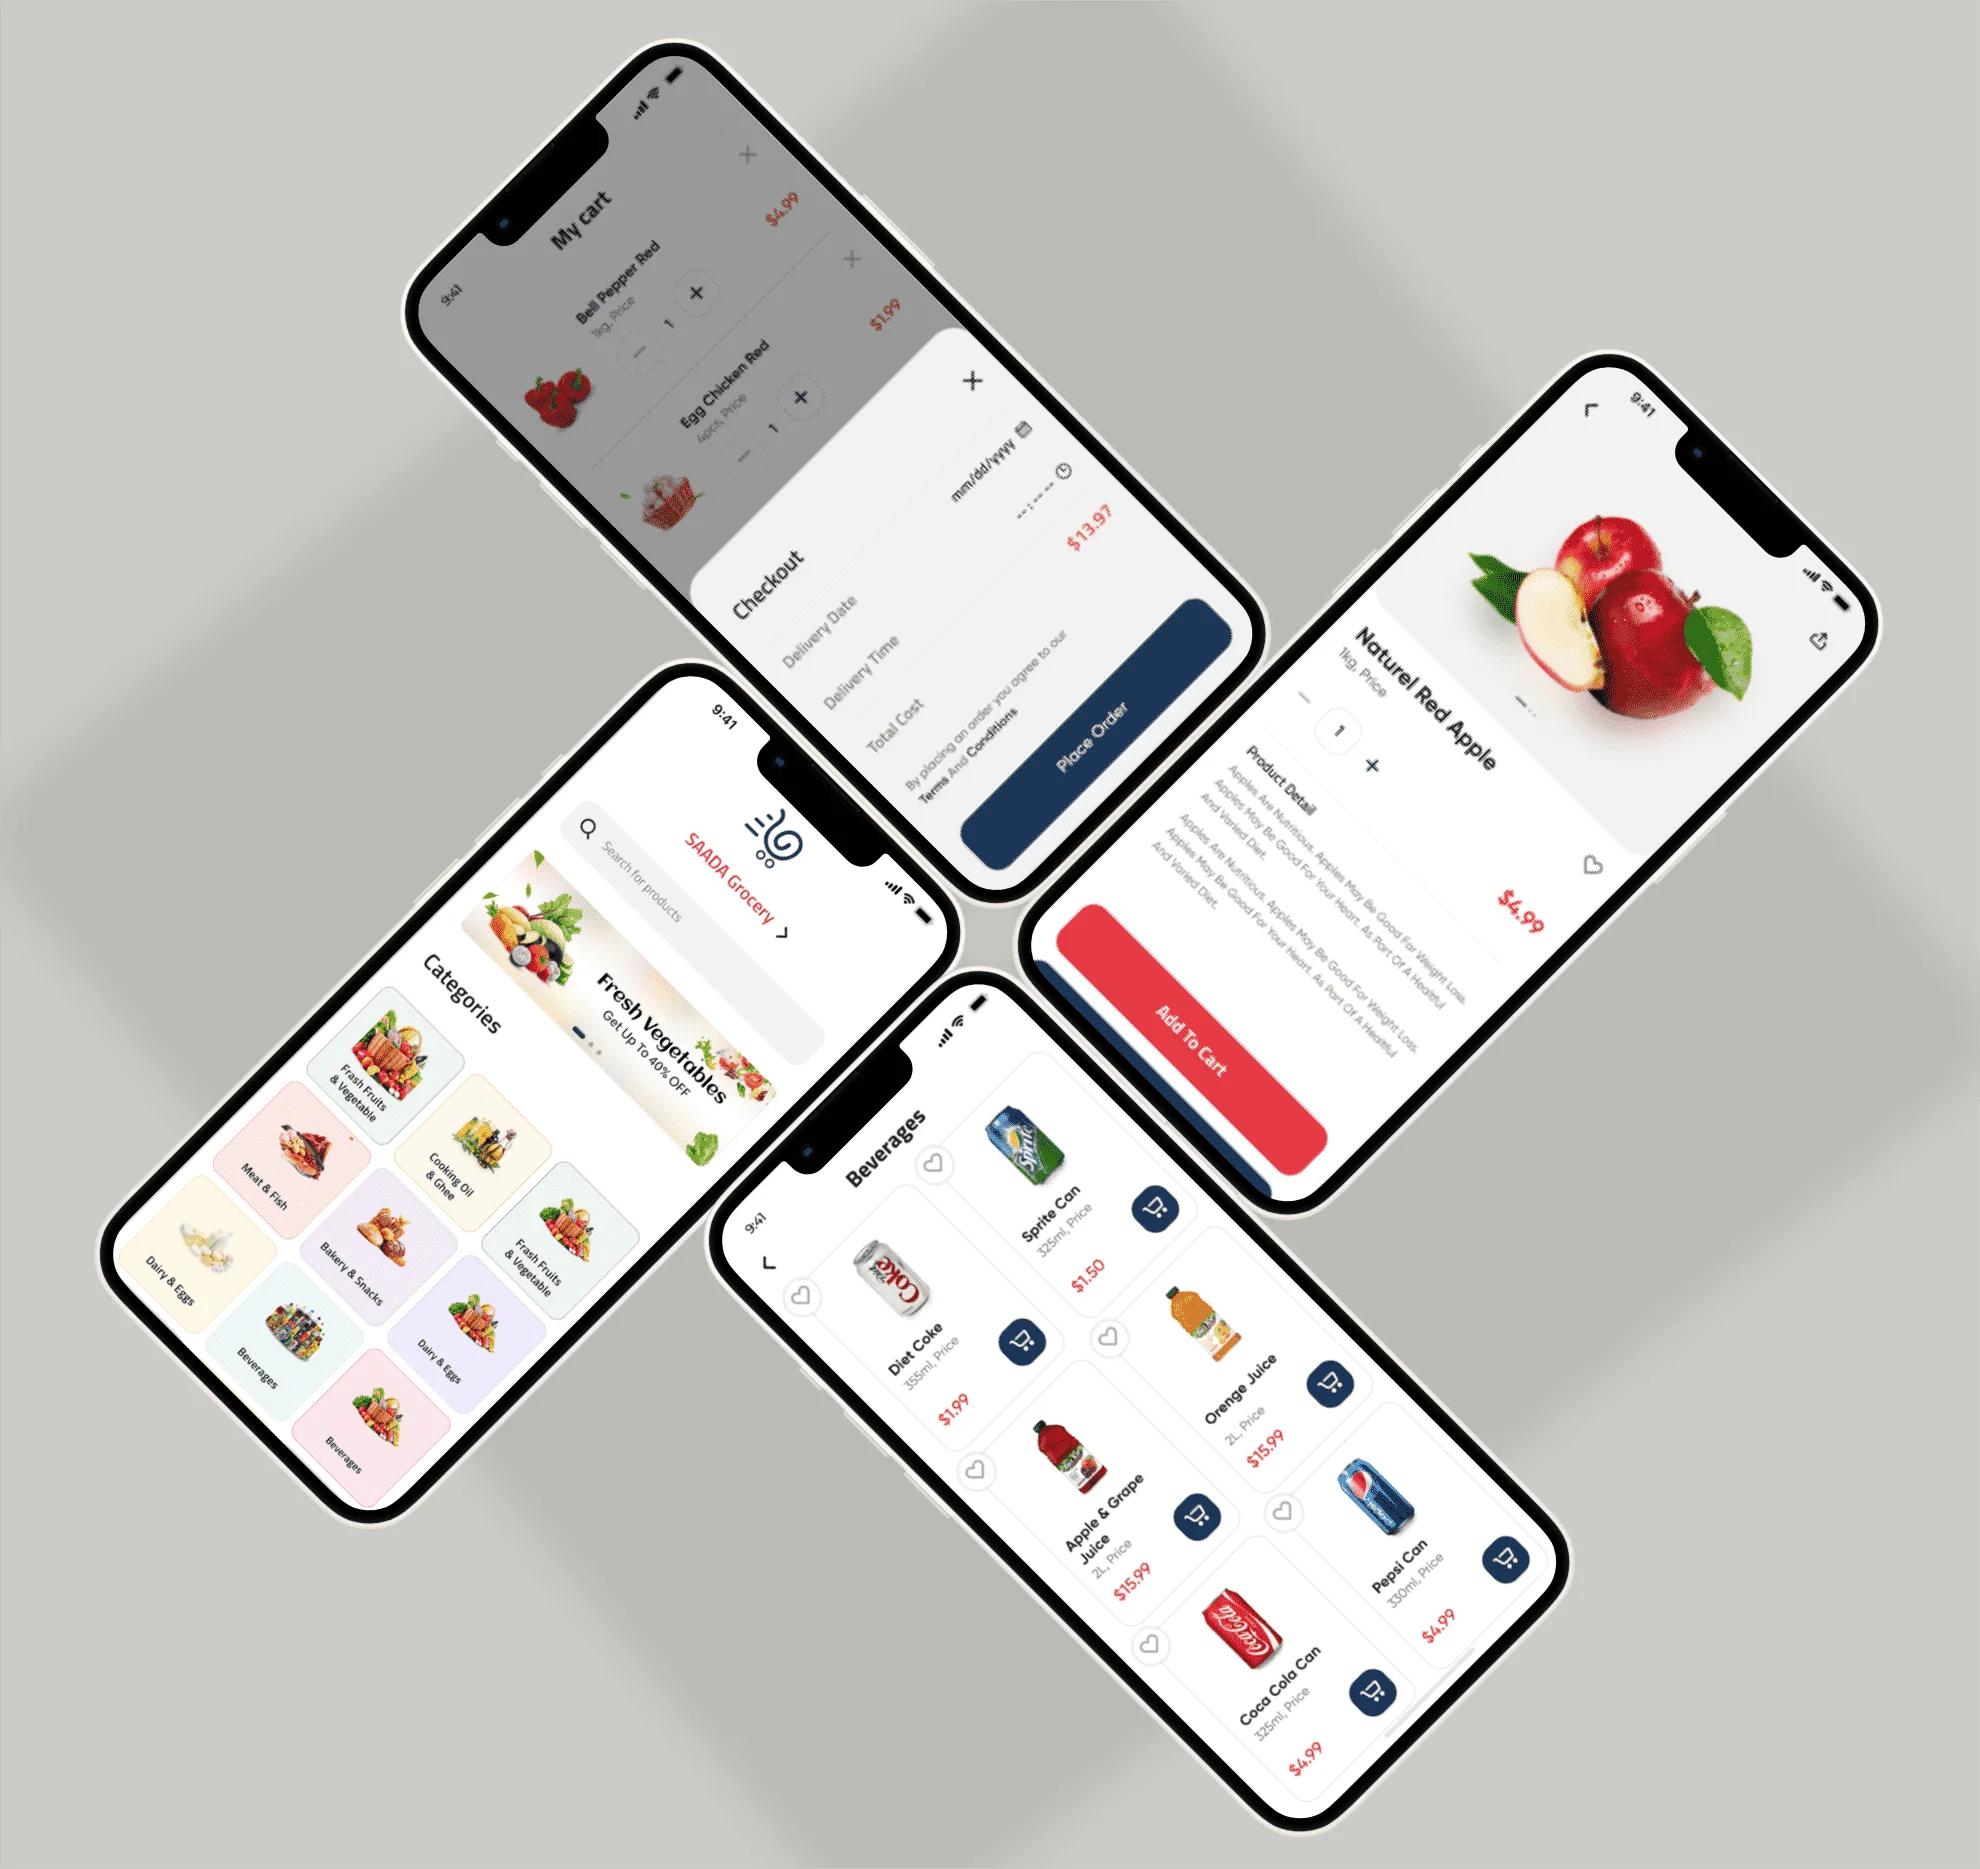 9:41
My cart
Bell Pepper Red
1kg, Price
1
$4.99
Egg Chicken Red
4pcs, Price
1
$1.99
Checkout
Delivery Date
mm/dd/yyyy
Delivery Time
--:-- --
Total Cost
$13.97
By placing an order you agree to our
Terms And Conditions
Place Order
9:41
Naturel Red Apple
1kg, Price
1
$4.99
Product Detail
Apples Are Nutritious. Apples May Be Good For Weight Loss.
Apples May Be Good For Your Heart. As Part Of A Healtful
And Varied Diet.
Apples Are Nutritious. Apples May Be Good For Weight Loss.
Apples May Be Good For Your Heart. As Part Of A Healtful
And Varied Diet.
Add To Cart
9:41
SAADA Grocery
Search for products
Fresh Vegetables
Get Up To 40% OFF
Categories
Frash Fruits
& Vegetable
Cooking Oil
& Ghee
Frash Fruits
& Vegetable
Meat & Fish
Bakery & Snacks
Dairy & Eggs
Dairy & Eggs
Beverages
Beverages
9:41
Beverages
Diet Coke
355ml, Price
$1.99
Sprite Can
325ml, Price
$1.50
Apple & Grape
Juice
2L, Price
$15.99
Orenge Juice
2L, Price
$15.99
Coca Cola Can
325ml, Price
$4.99
Pepsi Can
330ml, Price
$4.99
Coke
Sprite
Coca Cola